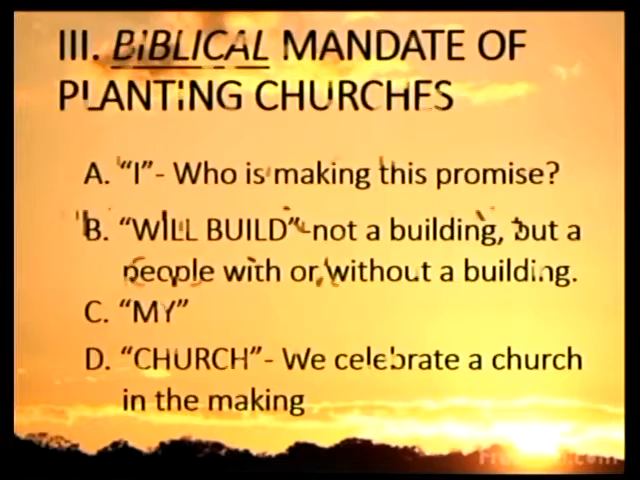 III. BIBLICAL MANDATE OF
PLANTING CHURCHES
A. “I”- Who is making this promise?
B. “WILL BUILD”-not a building, but a
people with or without a building.
C. “MY”
D. “CHURCH”- We celebrate a church
in the making